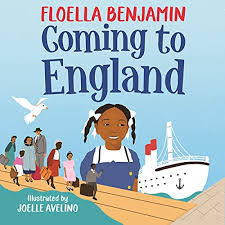 FLOELLA BENJAMIN
Coming to
England
Illustrated by
JOELLE AVELINO